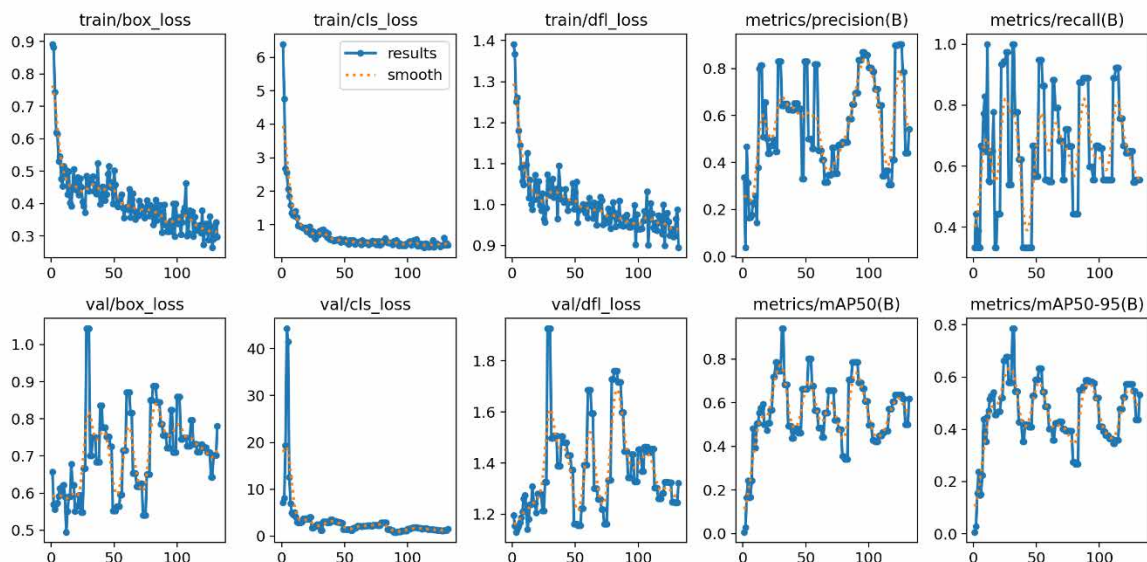 train/box_loss
train/cls_loss
train/dfl_loss
metrics/precision(B)
metrics/recall(B)
0.9
0.8
0.7
0.6
0.5
0.4
0.3
0 50 100
6
5
4
3
2
1
0 50 100
results
smooth
1.4
1.3
1.2
1.1
1.0
0.9
0 50 100
0.8
0.6
0.4
0.2
0.0
0 50 100
1.0
0.9
0.8
0.7
0.6
0.5
0.4
0 50 100
val/box_loss
val/cls_loss
val/dfl_loss
metrics/mAP50(B)
metrics/mAP50-95(B)
1.0
0.9
0.8
0.7
0.6
0.5
0 50 100
40
30
20
10
0
0 50 100
1.8
1.6
1.4
1.2
0 50 100
0.8
0.6
0.4
0.2
0.0
0 50 100
0.8
0.6
0.4
0.2
0.0
0 50 100